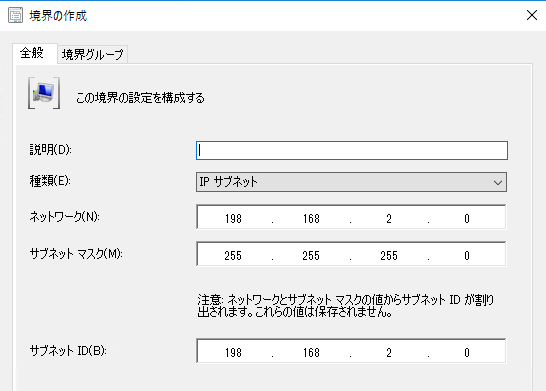 境界の作成
全般 境界グループ
この境界の設定を構成する
説明(D):
種類(E): IP サブネット
ネットワーク(N): 198 . 168 . 2 . 0
サブネット マスク(M): 255 . 255 . 255 . 0
注意: ネットワークとサブネット マスクの値からサブネット ID が割り
出されます。これらの値は保存されません。
サブネット ID(B): 198 . 168 . 2 . 0